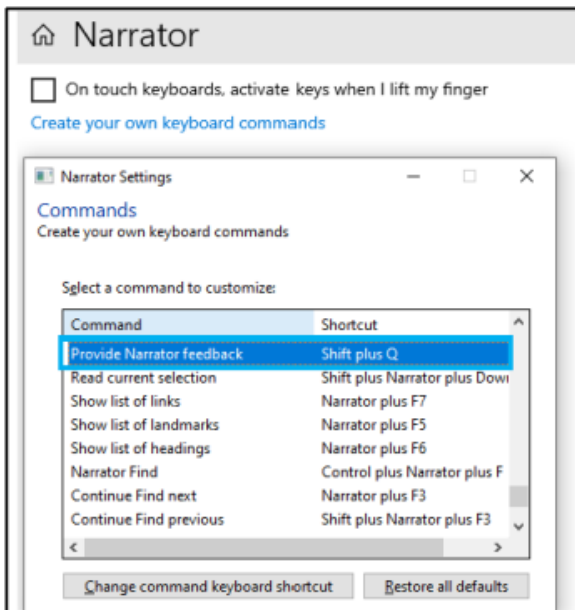 Narrator
On touch keyboards, activate keys when I lift my finger
Create your own keyboard commands
Narrator Settings
Commands
Create your own keyboard commands
Select a command to customize:
Command Shortcut
Provide Narrator feedback Shift plus Q
Read current selection Shift plus Narrator plus Down
Show list of links Narrator plus F7
Show list of landmarks Narrator plus F5
Show list of headings Narrator plus F6
Narrator Find Control plus Narrator plus F
Continue Find next Narrator plus F3
Continue Find previous Shift plus Narrator plus F3
Change command keyboard shortcut Restore all defaults